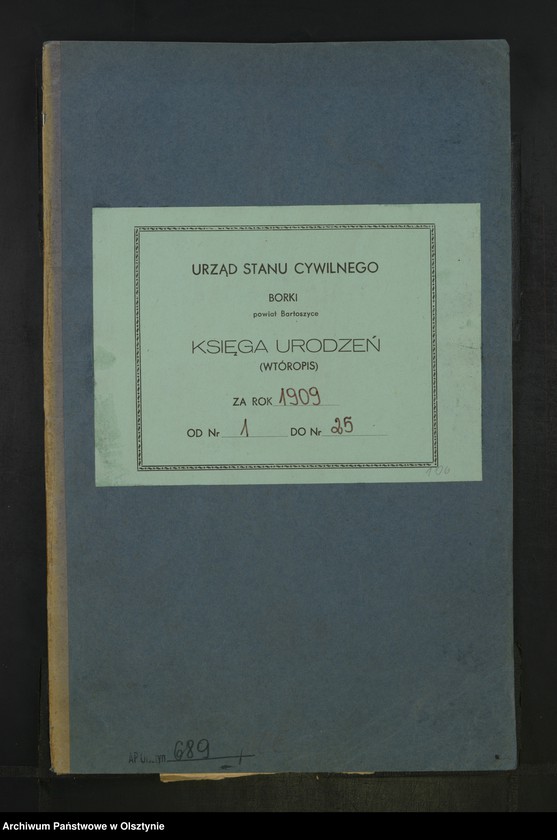 URZĄD STANU CYWILNEGO
BORKI
powiat Bartoszyce
KSIĘGA URODZEŃ
(WTÓROPIS)
ZA ROK 1909
OD Nr 1 DO Nr 25
689
Archiwum Państwowe w Olsztynie